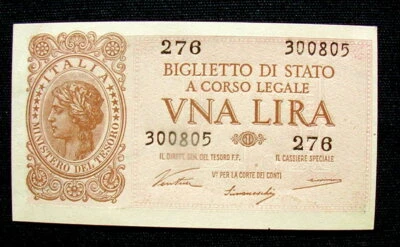 276 300805
ITALIA
BIGLIETTO DI STATO
A CORSO LEGALE
VNA LIRA
MINISTERO DEL TESORO
300805 276
IL DIRETT. GEN. DEL TESORO F.F. IL CASSIERE SPECIALE
Ventura
Vº PER LA CORTE DEI CONTI